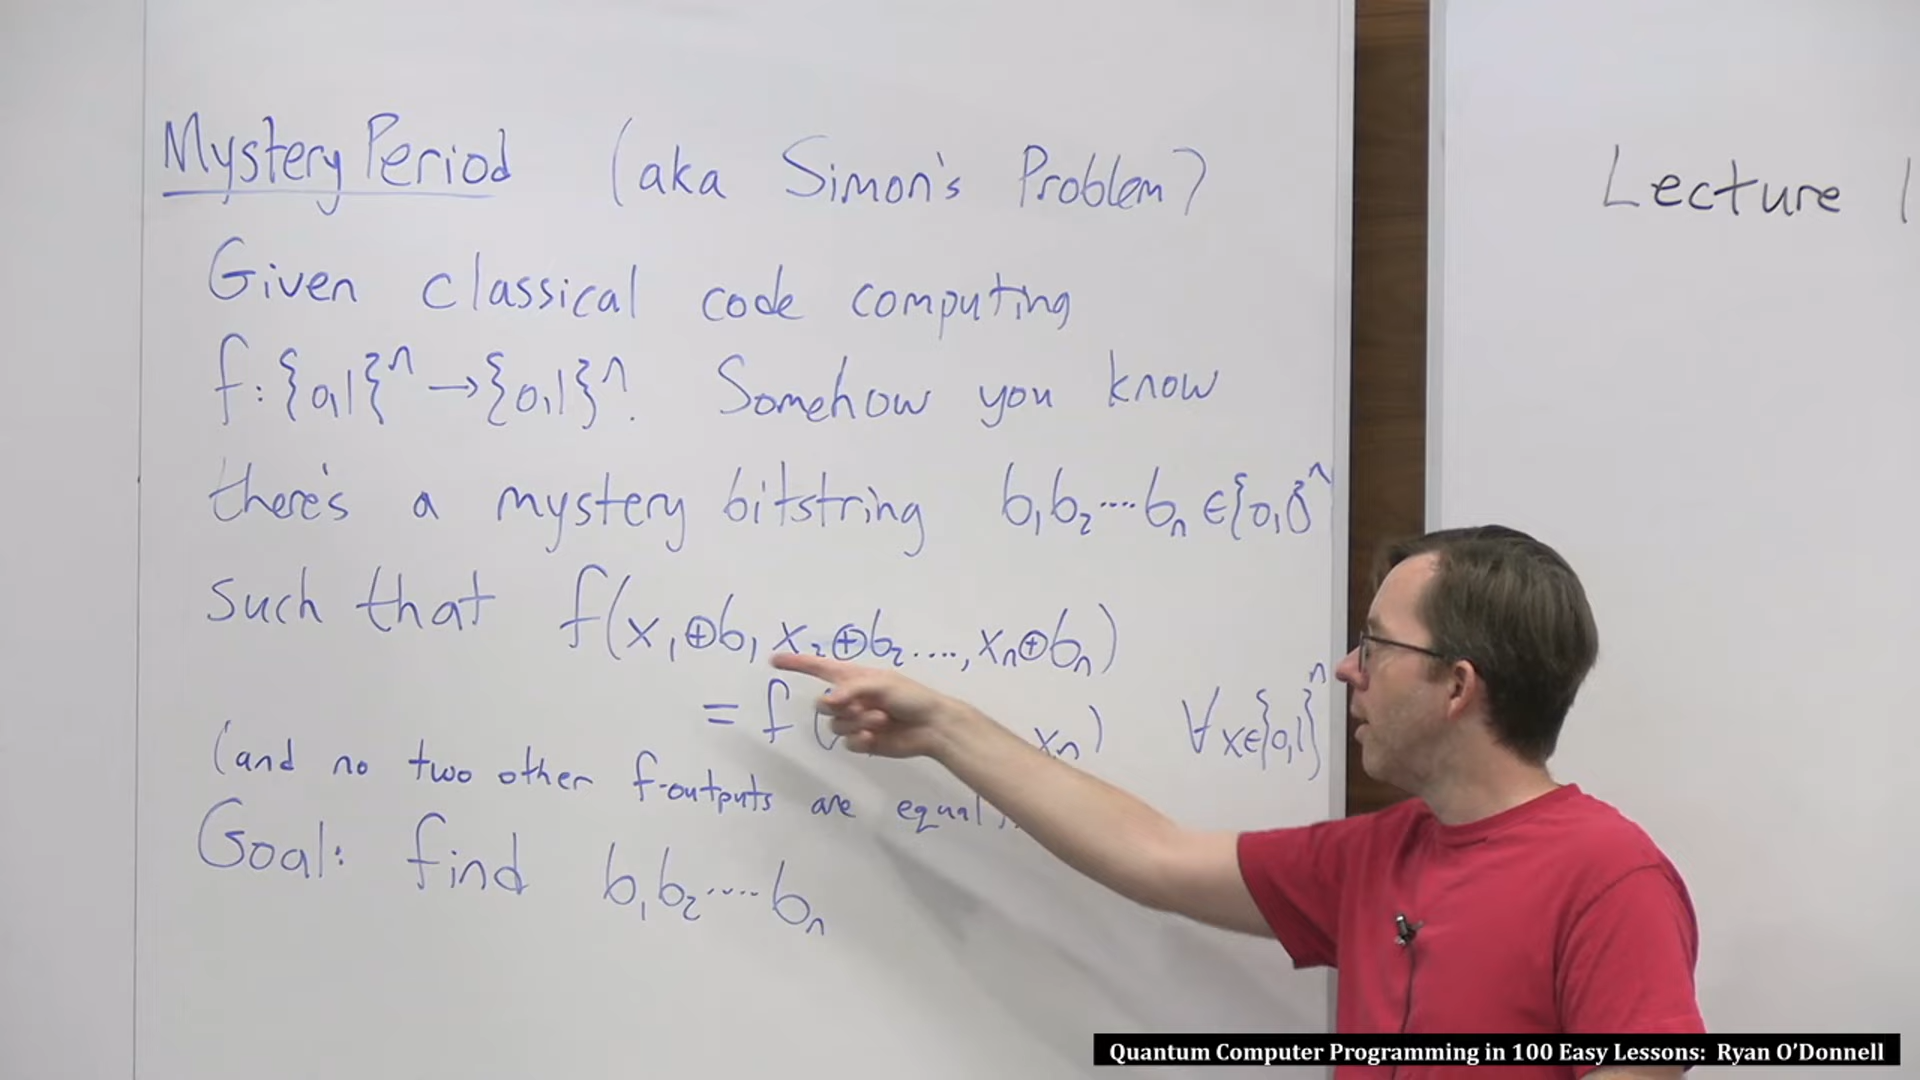 Mystery Period (aka Simon's Problem)
Given classical code computing
f: {0,1}ⁿ → {0,1}ⁿ. Somehow you know
there's a mystery bitstring b₁b₂····bₙ ∈ {0,1}ⁿ
such that f(x₁⊕b₁ x₂⊕b₂....,xₙ⊕bₙ)
= f( xₙ) ∀x∈{0,1}ⁿ
(and no two other f-outputs are equal).
Goal: find b₁b₂····bₙ
Lecture 1
Quantum Computer Programming in 100 Easy Lessons: Ryan O'Donnell